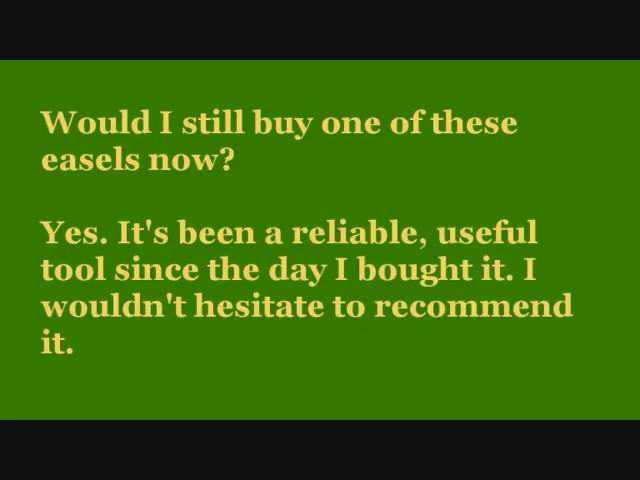 Would I still buy one of these
easels now?
Yes. It's been a reliable, useful
tool since the day I bought it. I
wouldn't hesitate to recommend
it.